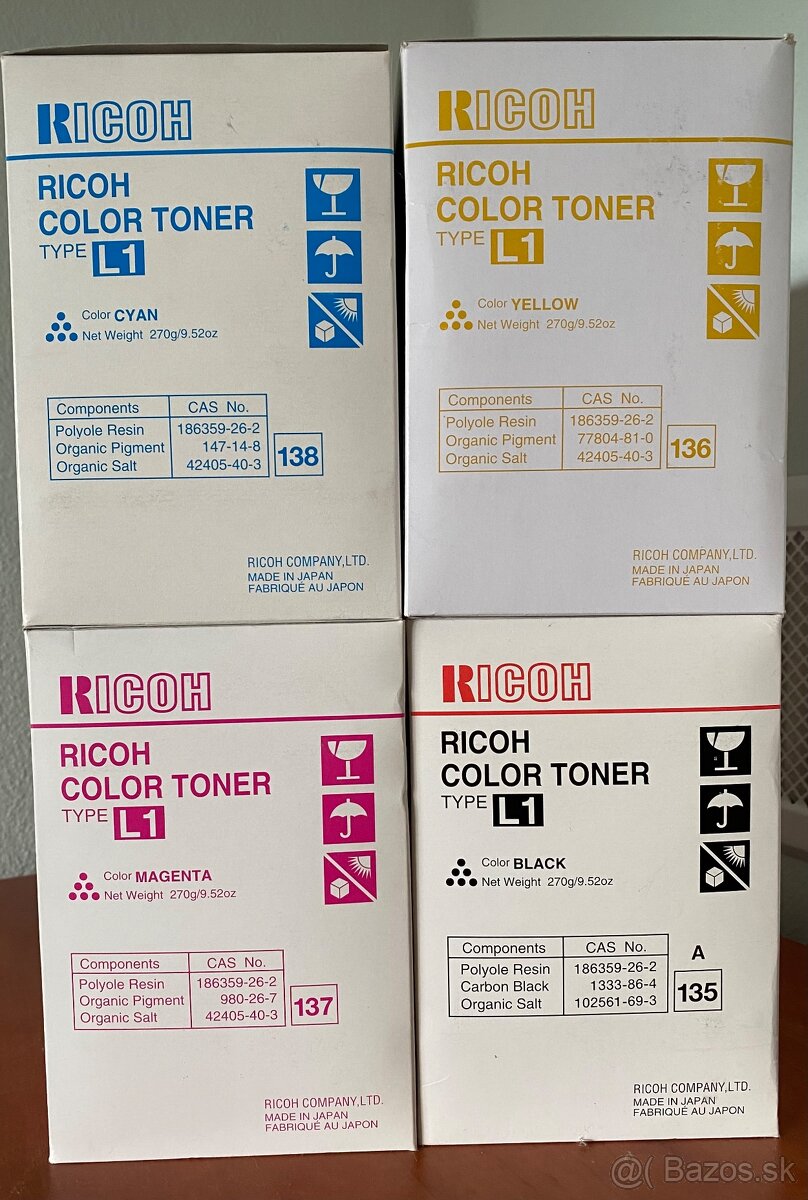 RICOH
RICOH
COLOR TONER
TYPE L1
Color CYAN
Net Weight 270g/9.52oz
Components CAS No.
Polyole Resin 186359-26-2
Organic Pigment 147-14-8
Organic Salt 42405-40-3
138
RICOH COMPANY,LTD.
MADE IN JAPAN
FABRIQUÉ AU JAPON
RICOH
RICOH
COLOR TONER
TYPE L1
Color YELLOW
Net Weight 270g/9.52oz
Components CAS No.
Polyole Resin 186359-26-2
Organic Pigment 77804-81-0
Organic Salt 42405-40-3
136
RICOH COMPANY,LTD.
MADE IN JAPAN
FABRIQUÉ AU JAPON
RICOH
RICOH
COLOR TONER
TYPE L1
Color MAGENTA
Net Weight 270g/9.52oz
Components CAS No.
Polyole Resin 186359-26-2
Organic Pigment 980-26-7
Organic Salt 42405-40-3
137
RICOH COMPANY,LTD.
MADE IN JAPAN
FABRIQUÉ AU JAPON
RICOH
RICOH
COLOR TONER
TYPE L1
Color BLACK
Net Weight 270g/9.52oz
Components CAS No.
Polyole Resin 186359-26-2
Carbon Black 1333-86-4
Organic Salt 102561-69-3
A
135
RICOH COMPANY,LTD.
MADE IN JAPAN
FABRIQUÉ AU JAPON
@( Bazos.sk